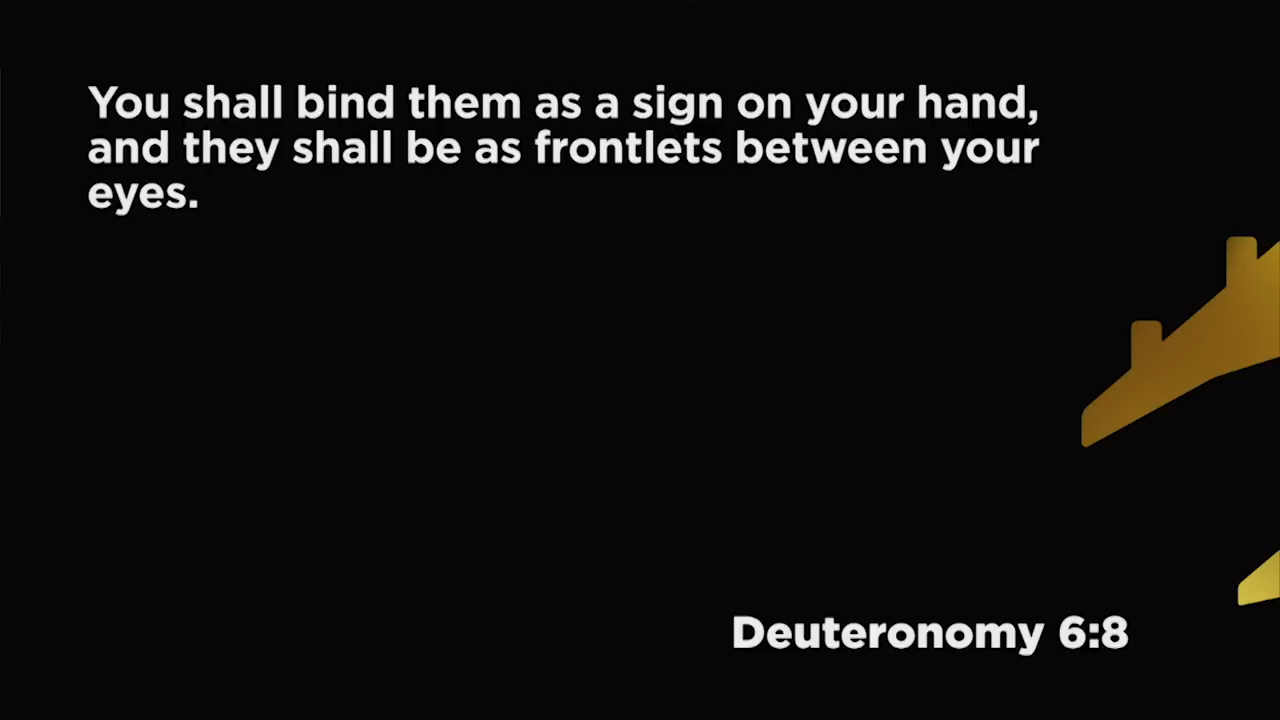 You shall bind them as a sign on your hand,
and they shall be as frontlets between your
eyes.
Deuteronomy 6:8